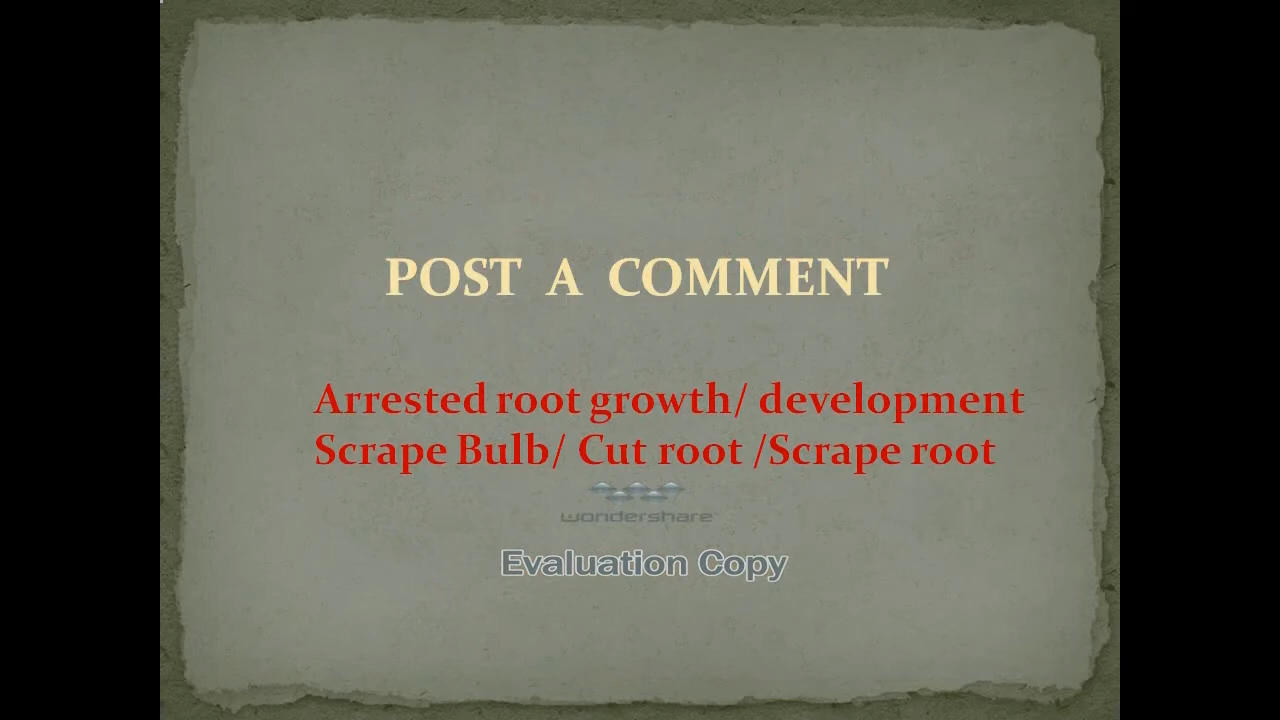 POST A COMMENT
Arrested root growth/ development
Scrape Bulb/ Cut root /Scrape root
wondershare
Evaluation Copy